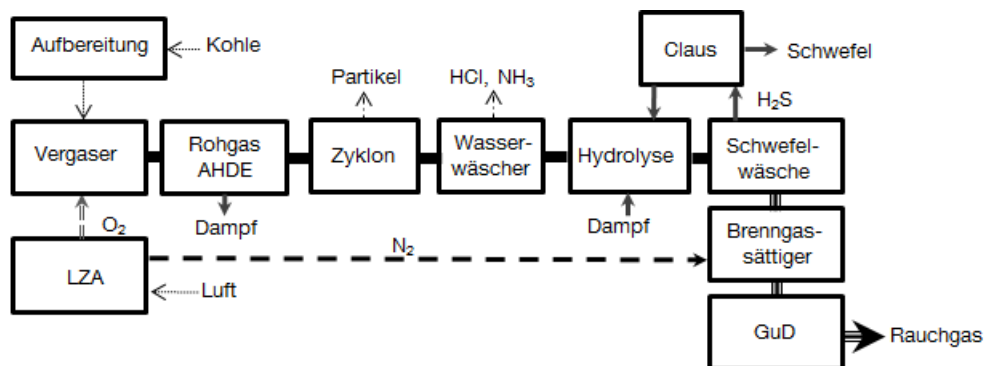 Aufbereitung
Kohle
Claus
Schwefel
Partikel
HCl, NH₃
H₂S
Vergaser
Rohgas
AHDE
Zyklon
Wasser-
wäscher
Hydrolyse
Schwefel-
wäsche
O₂
Dampf
Dampf
N₂
Brenngas-
sättiger
LZA
Luft
GuD
Rauchgas